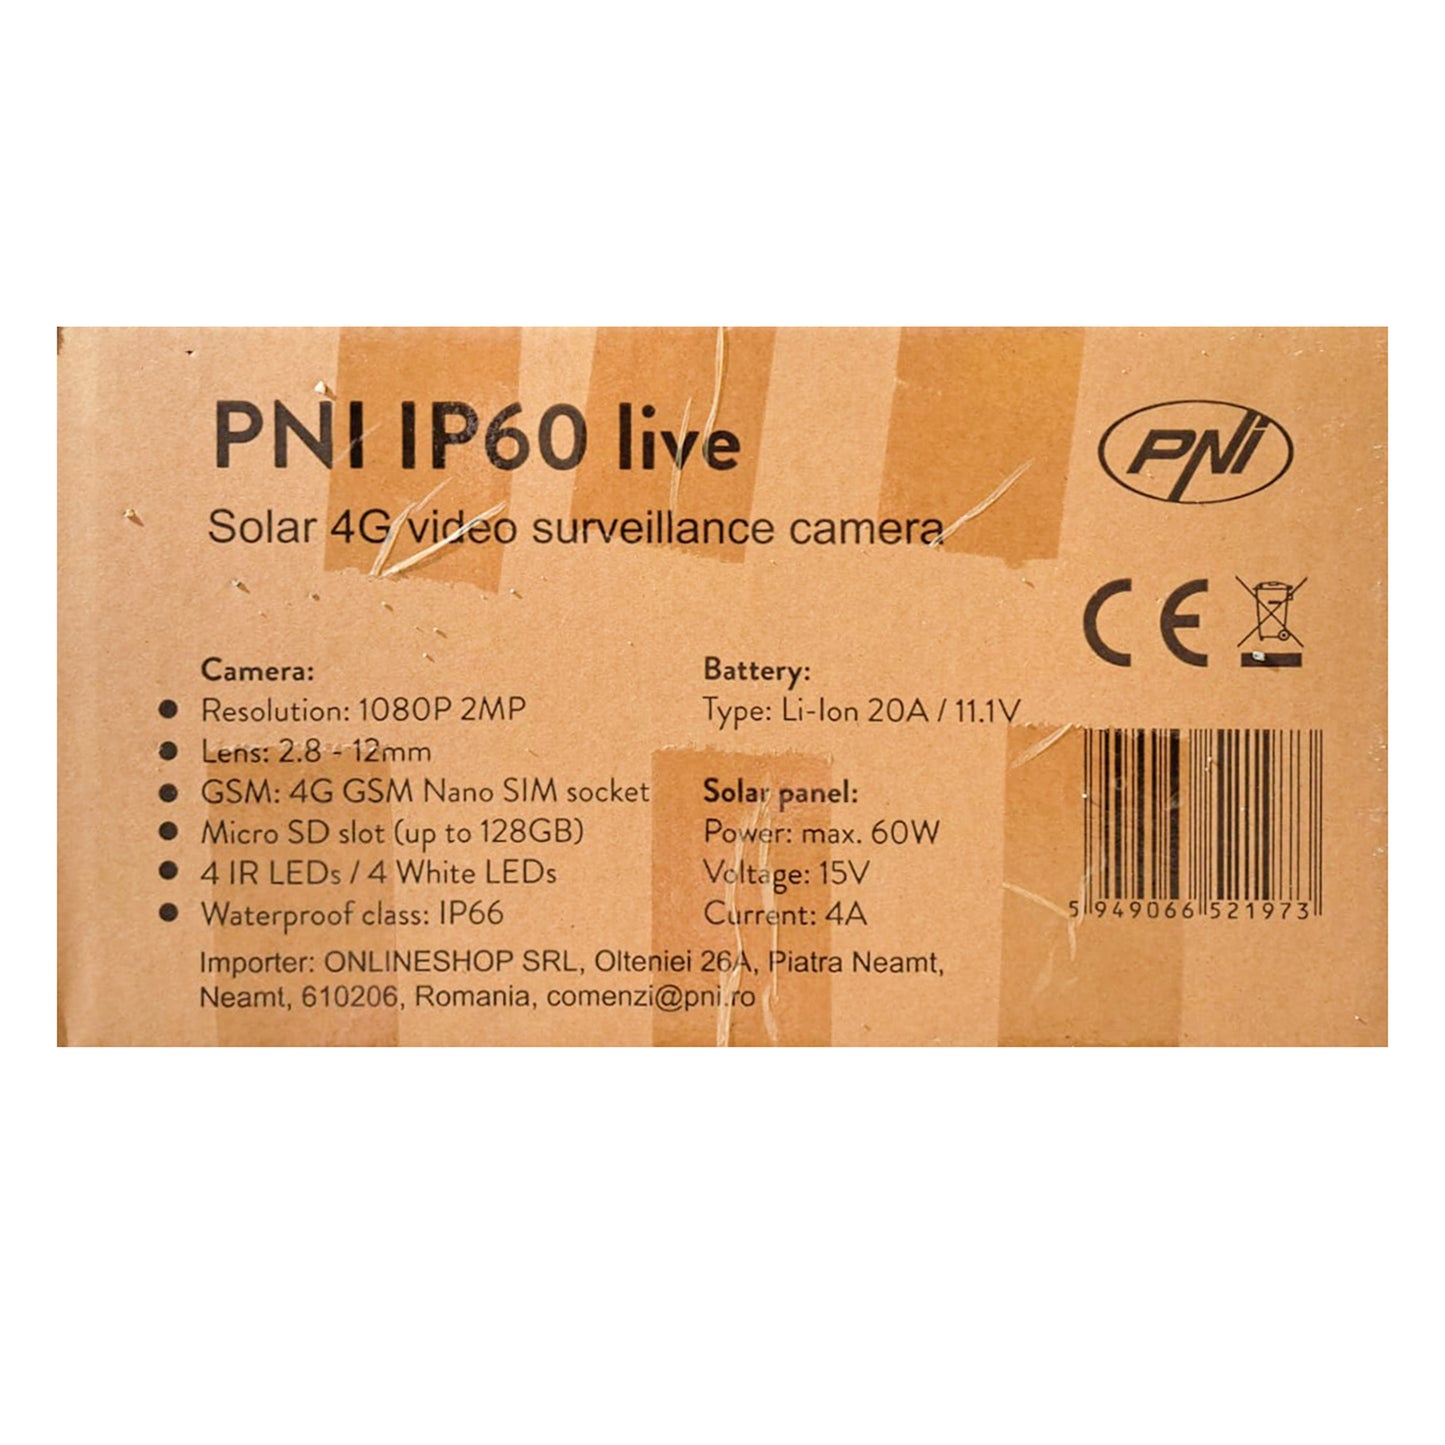 PNI IP60 live
PNI
Solar 4G video surveillance camera
CE
Camera:
● Resolution: 1080P 2MP
● Lens: 2.8 - 12mm
● GSM: 4G GSM Nano SIM socket
● Micro SD slot (up to 128GB)
● 4 IR LEDs / 4 White LEDs
● Waterproof class: IP66
Battery:
Type: Li-Ion 20A / 11.1V
Solar panel:
Power: max. 60W
Voltage: 15V
Current: 4A
5 949066 521973
Importer: ONLINESHOP SRL, Olteniei 26A, Piatra Neamt,
Neamt, 610206, Romania, comenzi@pni.ro